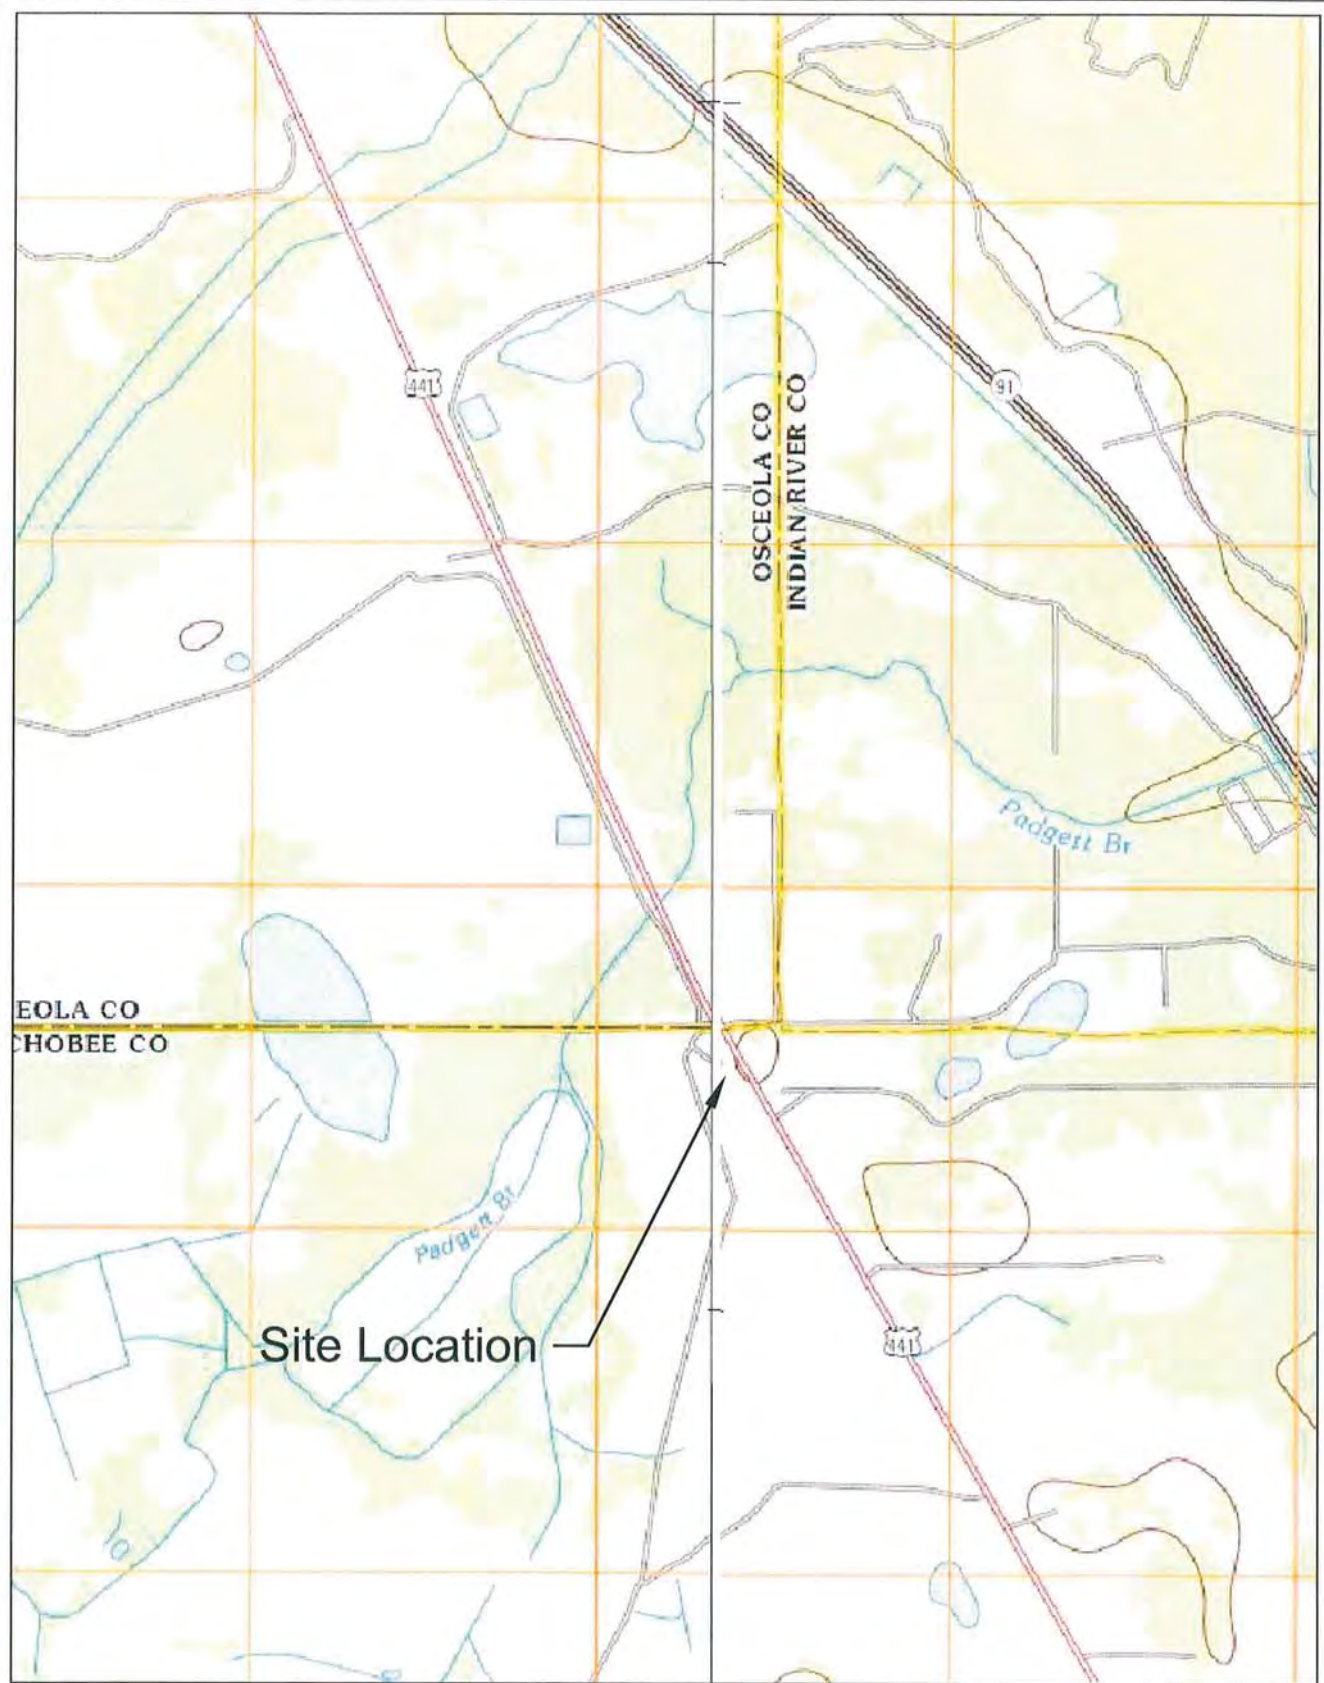 441
91
OSCEOLA CO
INDIAN RIVER CO
Padgett Br
EOLA CO
CHOBEE CO
Padgett Br
Site Location
441